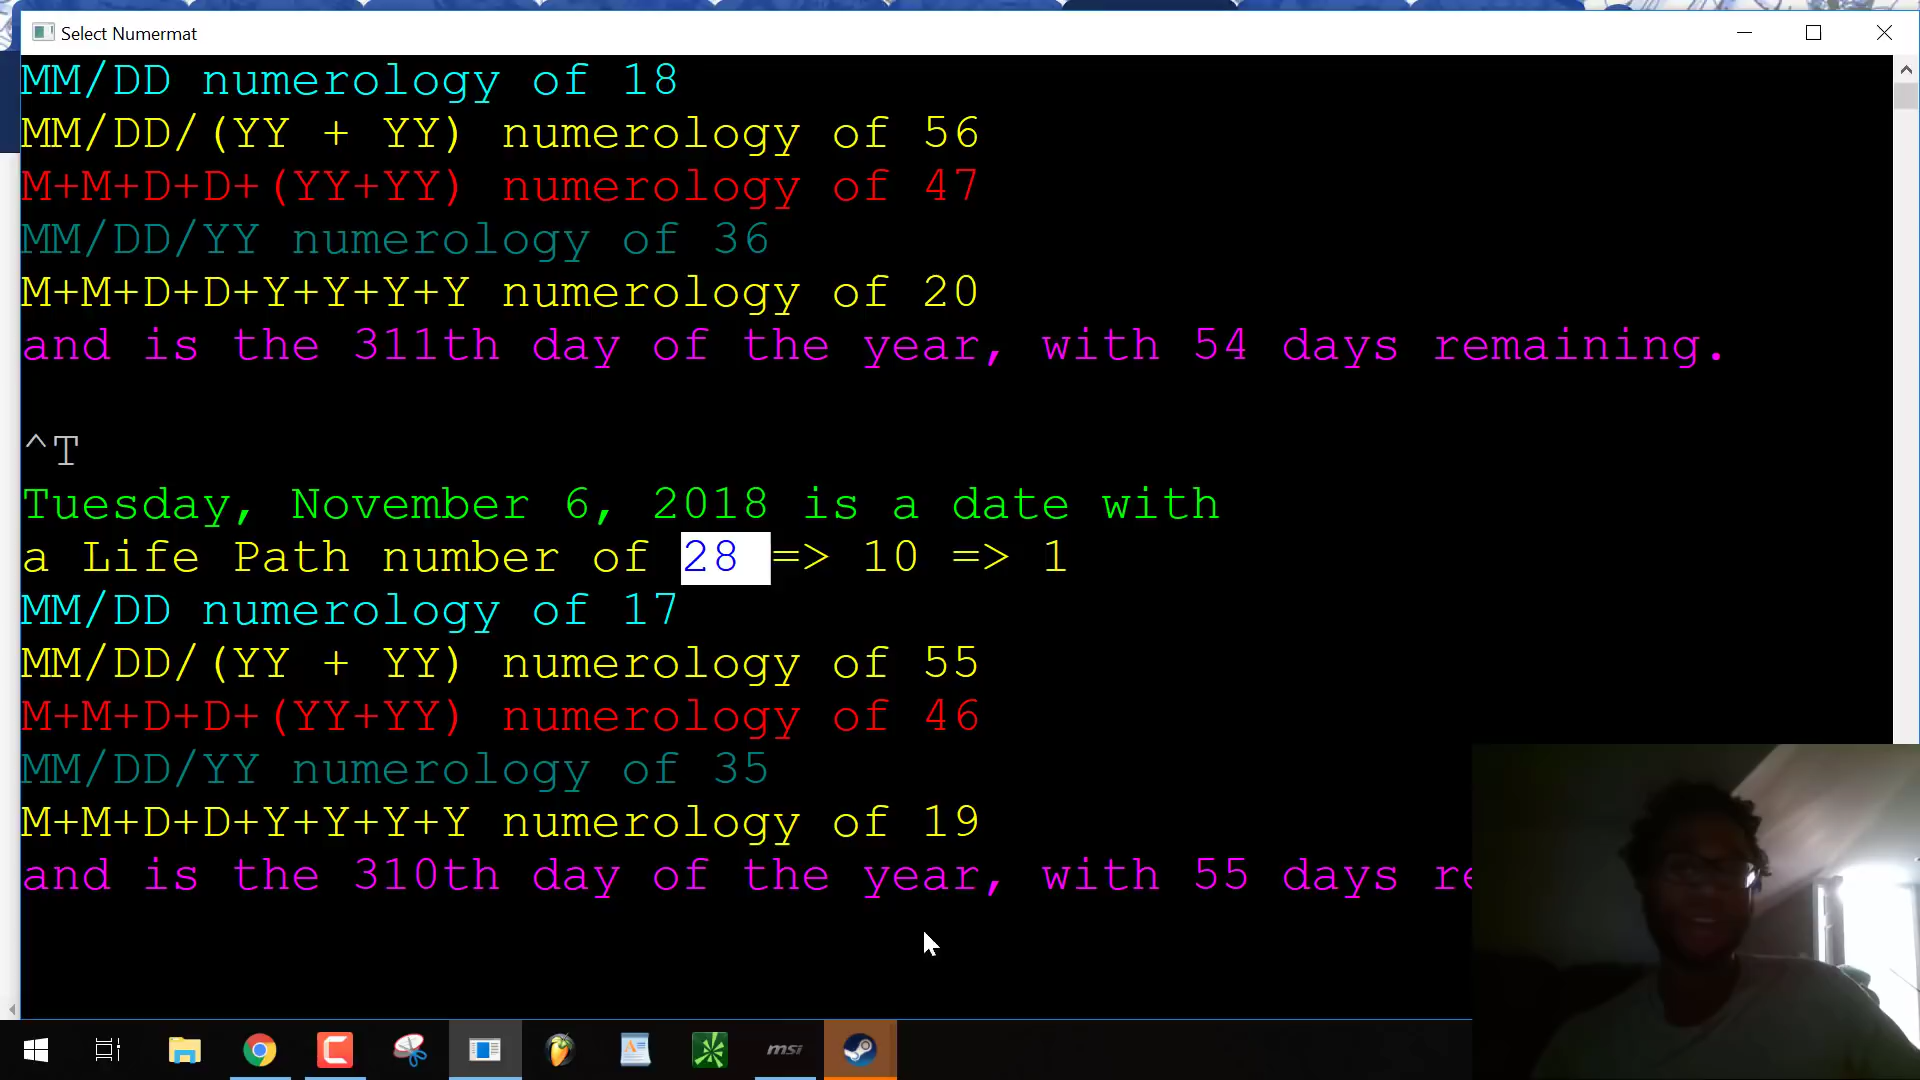 Select Numermat
MM/DD numerology of 18
MM/DD/(YY + YY) numerology of 56
M+M+D+D+(YY+YY) numerology of 47
MM/DD/YY numerology of 36
M+M+D+D+Y+Y+Y+Y numerology of 20
and is the 311th day of the year, with 54 days remaining.
^T
Tuesday, November 6, 2018 is a date with
a Life Path number of 28 => 10 => 1
MM/DD numerology of 17
MM/DD/(YY + YY) numerology of 55
M+M+D+D+(YY+YY) numerology of 46
MM/DD/YY numerology of 35
M+M+D+D+Y+Y+Y+Y numerology of 19
and is the 310th day of the year, with 55 days re
msi